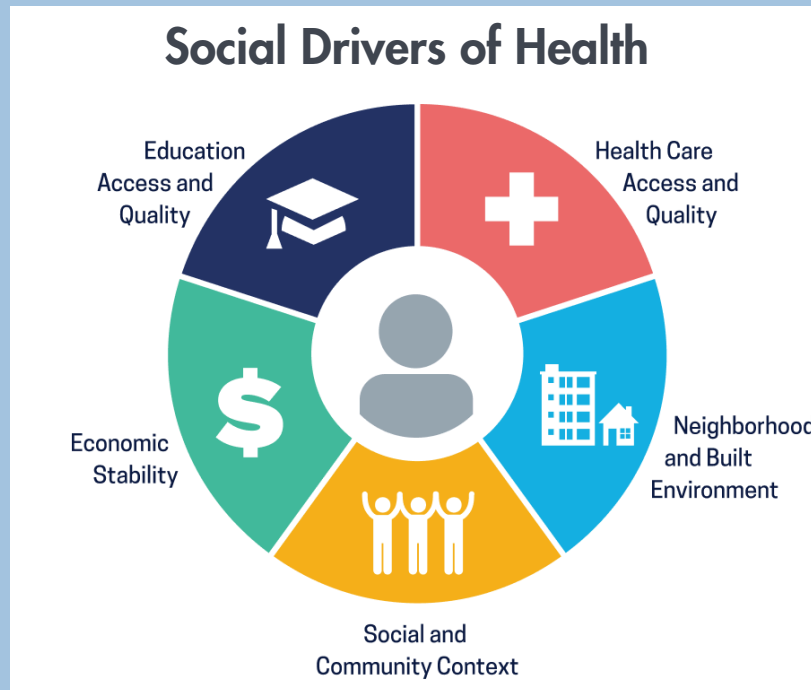 Social Drivers of Health
Education
Access and
Quality
Health Care
Access and
Quality
Economic
Stability
Neighborhood
and Built
Environment
Social and
Community Context